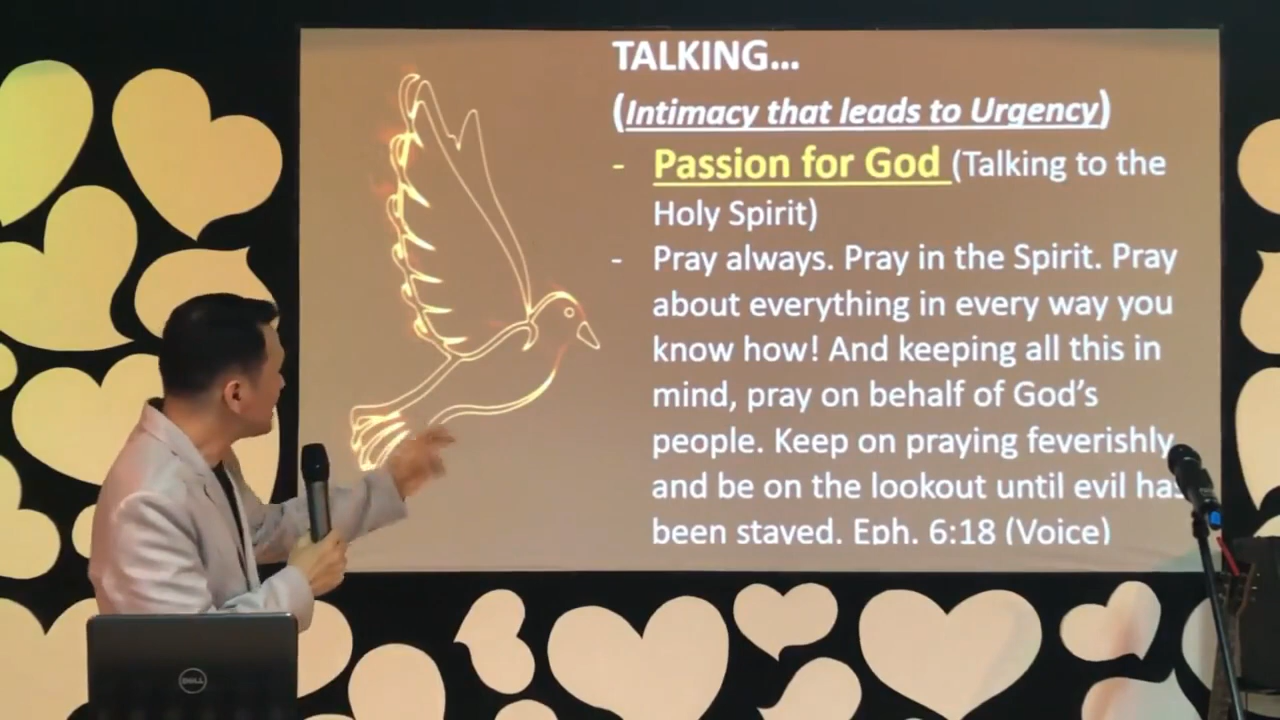 TALKING...
(Intimacy that leads to Urgency)
- Passion for God (Talking to the
Holy Spirit)
- Pray always. Pray in the Spirit. Pray
about everything in every way you
know how! And keeping all this in
mind, pray on behalf of God's
people. Keep on praying feverishly
and be on the lookout until evil has
been stayed. Eph. 6:18 (Voice)
DELL